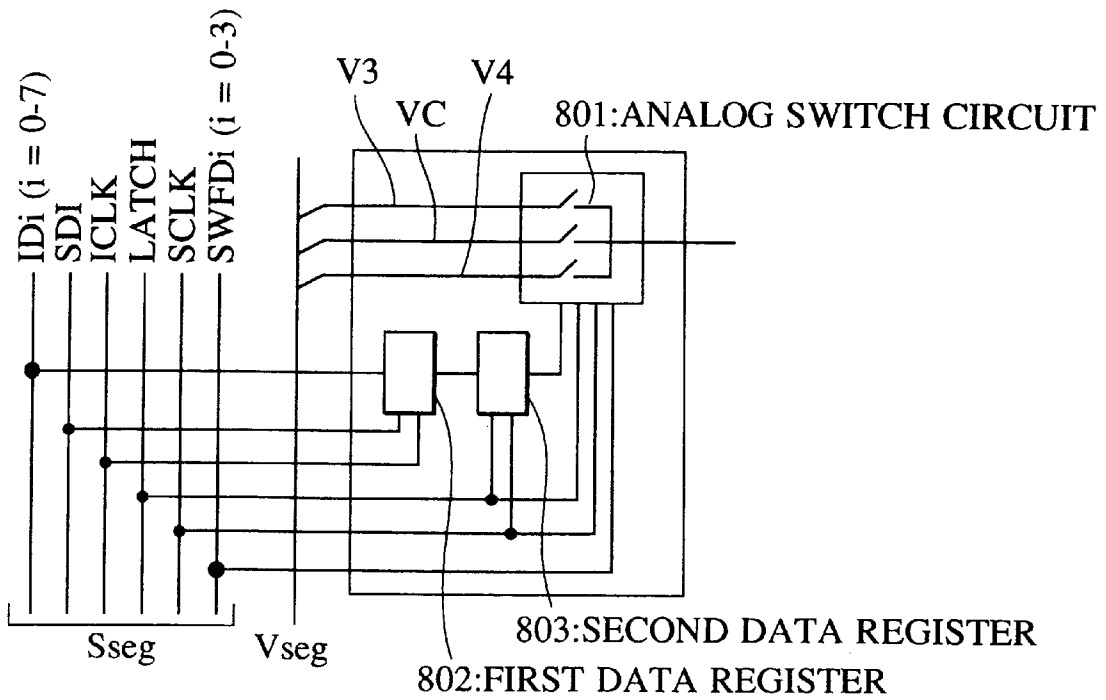 IDi (i = 0-7)
SDI
ICLK
LATCH
SCLK
SWFDi (i = 0-3)
V3
VC
V4
801:ANALOG SWITCH CIRCUIT
Sseg
Vseg
803:SECOND DATA REGISTER
802:FIRST DATA REGISTER